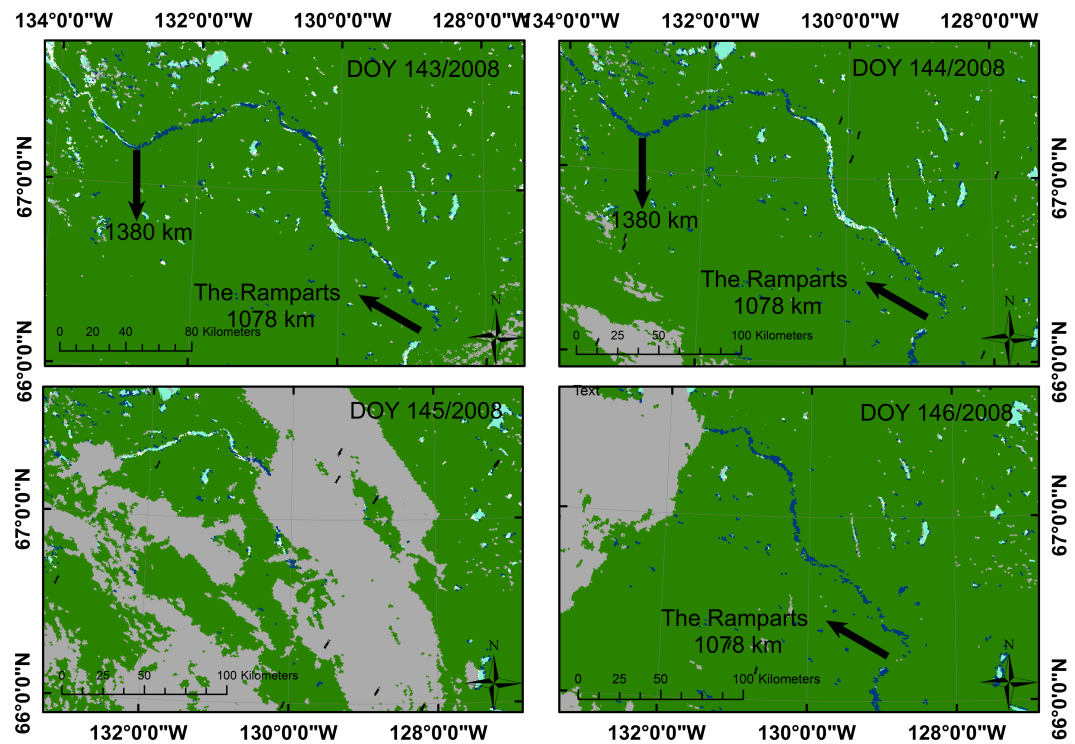 134°0'0"W 132°0'0"W 130°0'0"W 128°0'0"W 134°0'0"W 132°0'0"W 130°0'0"W 128°0'0"W
DOY 143/2008
DOY 144/2008
67°0'0"N
67°0'0"N
1380 km
1380 km
The Ramparts
1078 km
The Ramparts
1078 km
N
N
0 20 40 80 Kilometers
0 25 50 100 Kilometers
66°0'0"N
66°0'0"N
DOY 145/2008
Text
DOY 146/2008
67°0'0"N
67°0'0"N
The Ramparts
1078 km
N
N
0 25 50 100 Kilometers
0 25 50 100 Kilometers
66°0'0"N
66°0'0"N
132°0'0"W 130°0'0"W 128°0'0"W 132°0'0"W 130°0'0"W 128°0'0"W